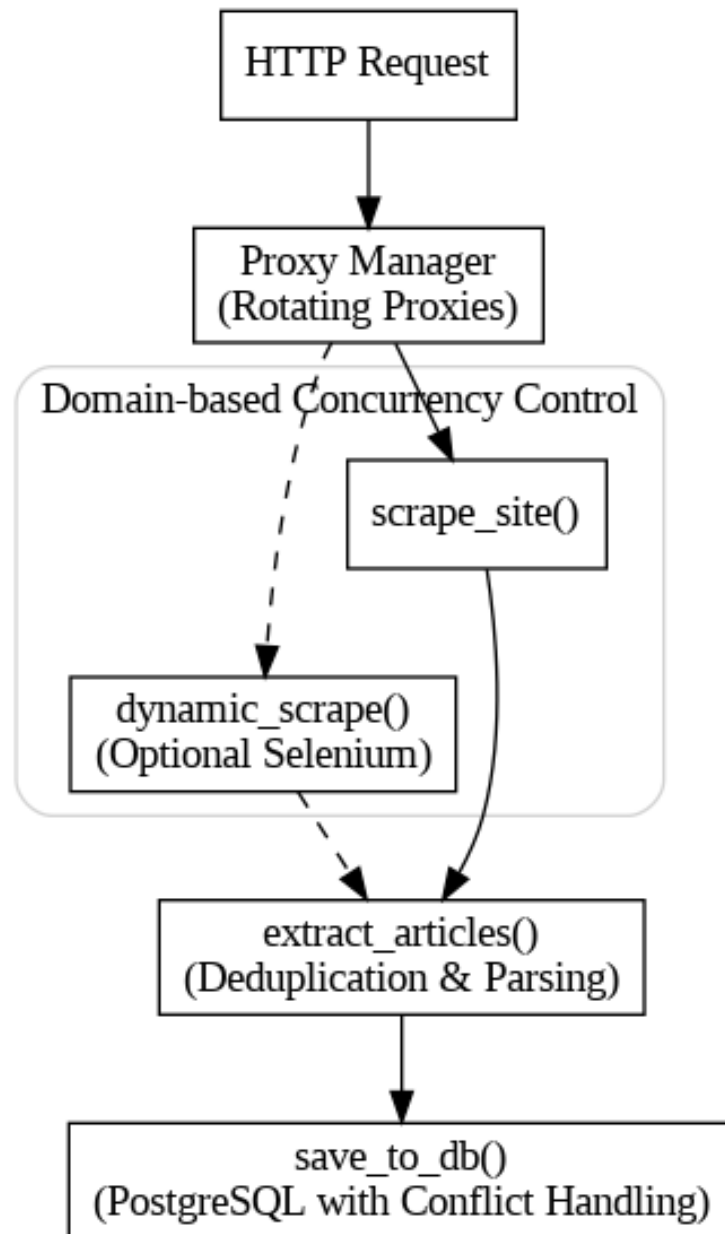 HTTP Request
Proxy Manager
(Rotating Proxies)
Domain-based Concurrency Control
scrape_site()
dynamic_scrape()
(Optional Selenium)
extract_articles()
(Deduplication & Parsing)
save_to_db()
(PostgreSQL with Conflict Handling)